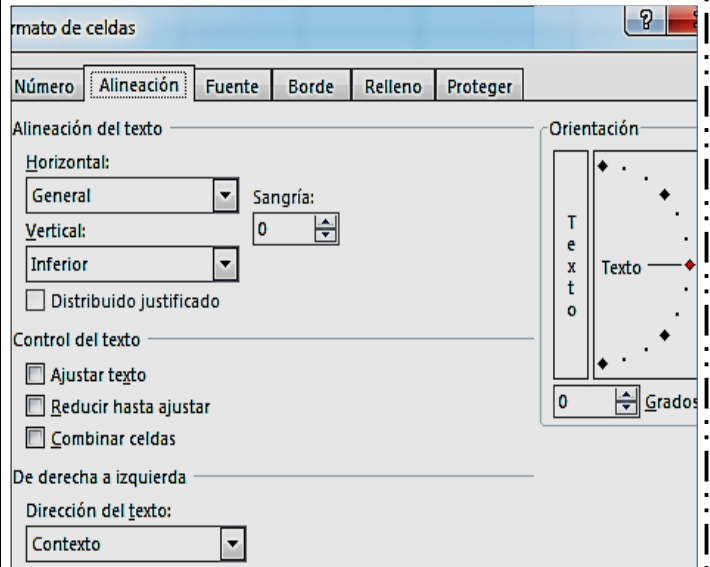 rmato de celdas
?
Número Alineación Fuente Borde Relleno Proteger
Alineación del texto
Horizontal:
General
Sangría:
0
Vertical:
Inferior
Distribuido justificado
Control del texto
Ajustar texto
Reducir hasta ajustar
Combinar celdas
De derecha a izquierda
Dirección del texto:
Contexto
Orientación
Texto
Texto
0 Grados